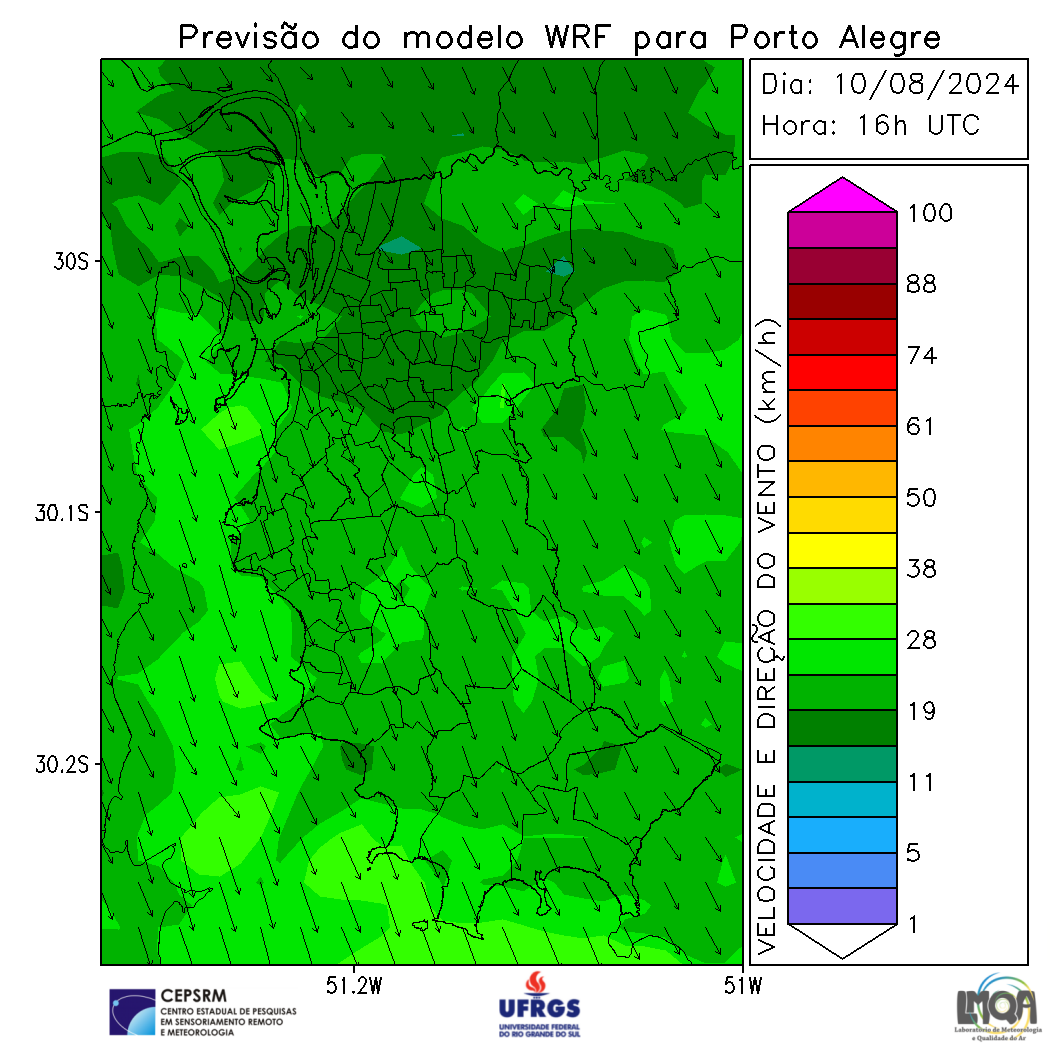 Previsão do modelo WRF para Porto Alegre
Dia: 10/08/2024
Hora: 16h UTC
30S
30.1S
30.2S
51.2W
51W
VELOCIDADE E DIREÇÃO DO VENTO (km/h)
100
88
74
61
50
38
28
19
11
5
1
CEPSRM
CENTRO ESTADUAL DE PESQUISAS
EM SENSORIAMENTO REMOTO
E METEOROLOGIA
UFRGS
UNIVERSIDADE FEDERAL
DO RIO GRANDE DO SUL
LMQA
Laboratório de Meteorologia
e Qualidade do Ar